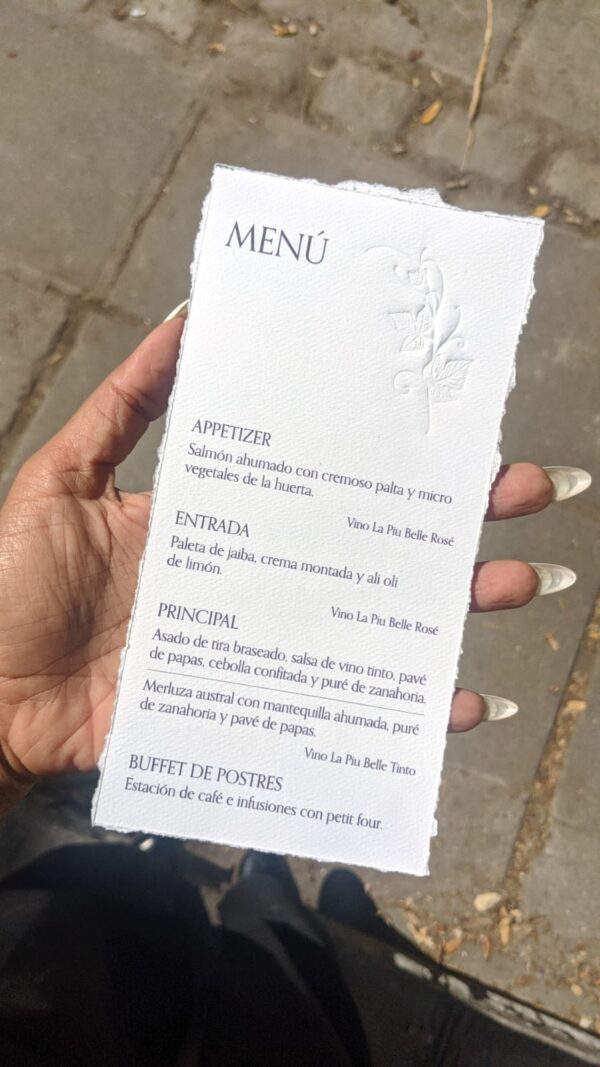 MENÚ
APPETIZER
Salmón ahumado con cremoso palta y micro
vegetales de la huerta.
Vino La Piu Belle Rosé
ENTRADA
Paleta de jaiba, crema montada y ali oli
de limón.
Vino La Piu Belle Rosé
PRINCIPAL
Asado de tira braseado, salsa de vino tinto, pavé
de papas, cebolla confitada y puré de zanahoria.
Merluza austral con mantequilla ahumada, puré
de zanahoria y pavé de papas.
Vino La Piu Belle Tinto
BUFFET DE POSTRES
Estación de café e infusiones con petit four.